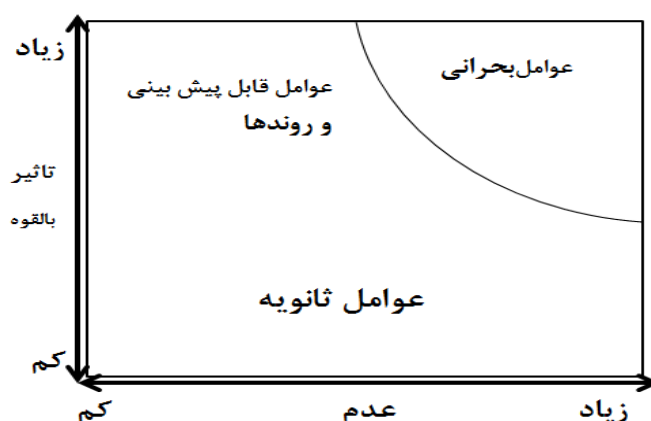 زیاد
عوامل بحرانی
عوامل قابل پیش بینی
و روندها
تاثیر
بالقوه
عوامل ثانویه
کم
کم
عدم
زیاد